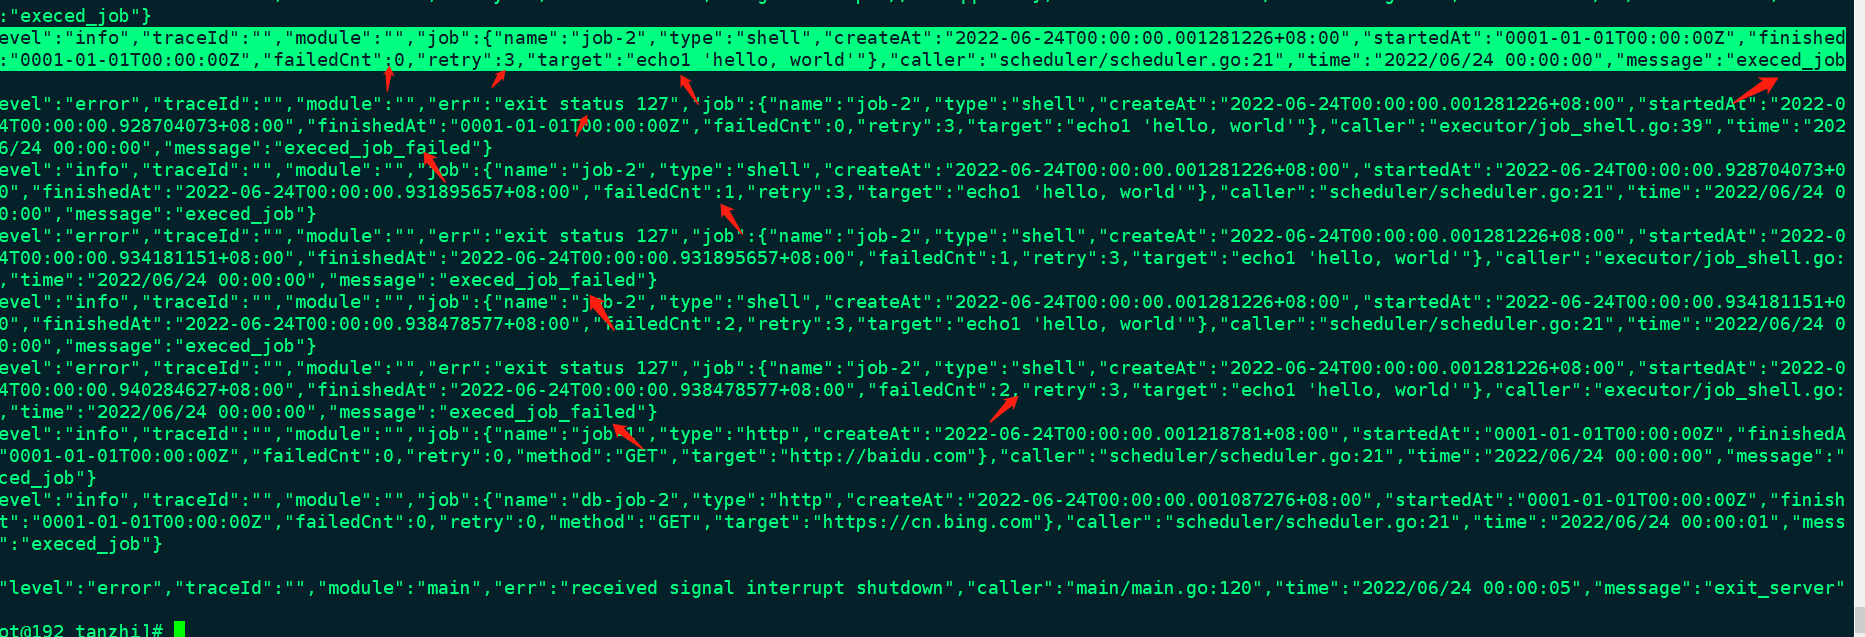 :"execed_job"}
evel":"info","traceId":"","module":"","job":{"name":"job-2","type":"shell","createAt":"2022-06-24T00:00:00.001281226+08:00","startedAt":"0001-01-01T00:00:00Z","finished
:"0001-01-01T00:00:00Z","failedCnt":0,"retry":3,"target":"echo1 'hello, world'"},"caller":"scheduler/scheduler.go:21","time":"2022/06/24 00:00:00","message":"execed_job
evel":"error","traceId":"","module":"","err":"exit status 127","job":{"name":"job-2","type":"shell","createAt":"2022-06-24T00:00:00.001281226+08:00","startedAt":"2022-0
4T00:00:00.928704073+08:00","finishedAt":"0001-01-01T00:00:00Z","failedCnt":0,"retry":3,"target":"echo1 'hello, world'"},"caller":"executor/job_shell.go:39","time":"202
6/24 00:00:00","message":"execed_job_failed"}
evel":"info","traceId":"","module":"","job":{"name":"job-2","type":"shell","createAt":"2022-06-24T00:00:00.001281226+08:00","startedAt":"2022-06-24T00:00:00.928704073+0
0","finishedAt":"2022-06-24T00:00:00.931895657+08:00","failedCnt":1,"retry":3,"target":"echo1 'hello, world'"},"caller":"scheduler/scheduler.go:21","time":"2022/06/24 0
0:00","message":"execed_job"}
evel":"error","traceId":"","module":"","err":"exit status 127","job":{"name":"job-2","type":"shell","createAt":"2022-06-24T00:00:00.001281226+08:00","startedAt":"2022-0
4T00:00:00.934181151+08:00","finishedAt":"2022-06-24T00:00:00.931895657+08:00","failedCnt":1,"retry":3,"target":"echo1 'hello, world'"},"caller":"executor/job_shell.go:
,"time":"2022/06/24 00:00:00","message":"execed_job_failed"}
evel":"info","traceId":"","module":"","job":{"name":"job-2","type":"shell","createAt":"2022-06-24T00:00:00.001281226+08:00","startedAt":"2022-06-24T00:00:00.934181151+0
0","finishedAt":"2022-06-24T00:00:00.938478577+08:00","failedCnt":2,"retry":3,"target":"echo1 'hello, world'"},"caller":"scheduler/scheduler.go:21","time":"2022/06/24 0
0:00","message":"execed_job"}
evel":"error","traceId":"","module":"","err":"exit status 127","job":{"name":"job-2","type":"shell","createAt":"2022-06-24T00:00:00.001281226+08:00","startedAt":"2022-0
4T00:00:00.940284627+08:00","finishedAt":"2022-06-24T00:00:00.938478577+08:00","failedCnt":2,"retry":3,"target":"echo1 'hello, world'"},"caller":"executor/job_shell.go:
,"time":"2022/06/24 00:00:00","message":"execed_job_failed"}
evel":"info","traceId":"","module":"","job":{"name":"job-1","type":"http","createAt":"2022-06-24T00:00:00.001218781+08:00","startedAt":"0001-01-01T00:00:00Z","finishedA
"0001-01-01T00:00:00Z","failedCnt":0,"retry":0,"method":"GET","target":"http://baidu.com"},"caller":"scheduler/scheduler.go:21","time":"2022/06/24 00:00:00","message":"
ced_job"}
evel":"info","traceId":"","module":"","job":{"name":"db-job-2","type":"http","createAt":"2022-06-24T00:00:00.001087276+08:00","startedAt":"0001-01-01T00:00:00Z","finish
t":"0001-01-01T00:00:00Z","failedCnt":0,"retry":0,"method":"GET","target":"https://cn.bing.com"},"caller":"scheduler/scheduler.go:21","time":"2022/06/24 00:00:01","mess
":"execed_job"}
"level":"error","traceId":"","module":"main","err":"received signal interrupt shutdown","caller":"main/main.go:120","time":"2022/06/24 00:00:05","message":"exit_server"
ot@192 tanzhi]#